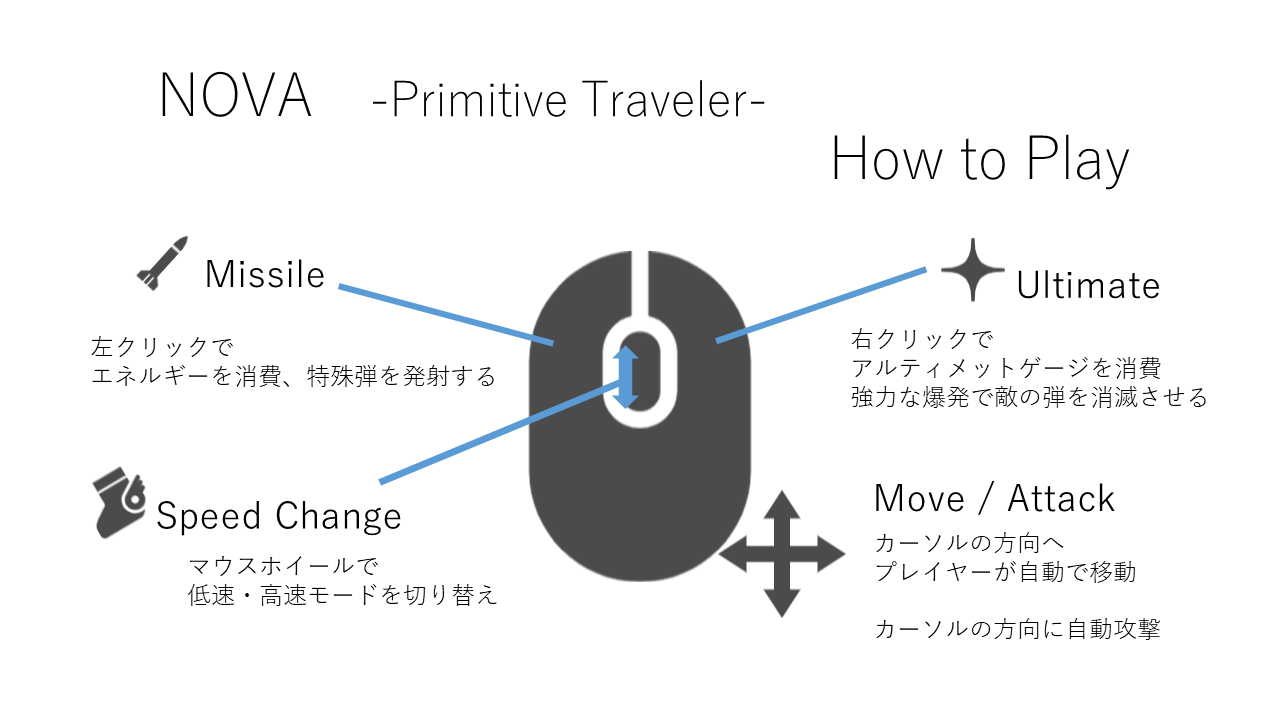 NOVA -Primitive Traveler-
How to Play
Missile
左クリックで
エネルギーを消費、特殊弾を発射する
Ultimate
右クリックで
アルティメットゲージを消費
強力な爆発で敵の弾を消滅させる
Speed Change
マウスホイールで
低速・高速モードを切り替え
Move / Attack
カーソルの方向へ
プレイヤーが自動で移動
カーソルの方向に自動攻撃